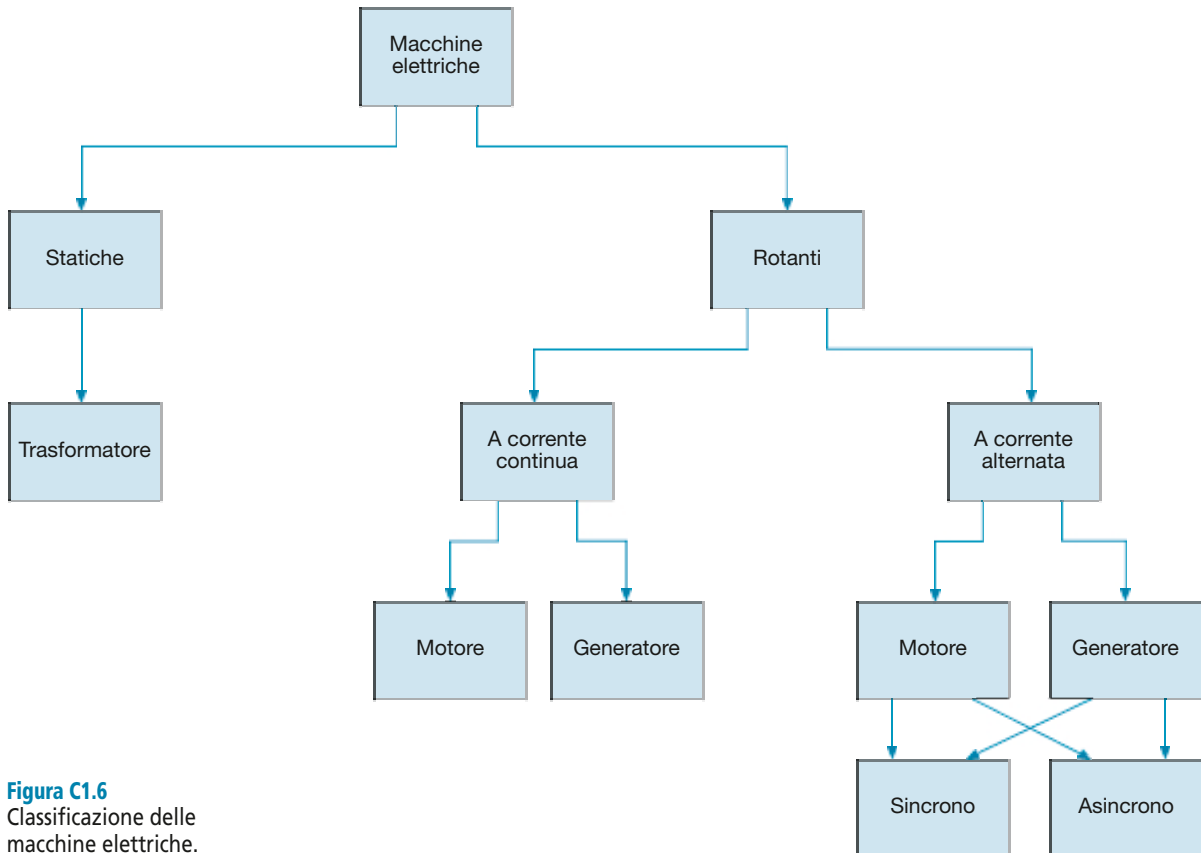 Macchine
elettriche
Statiche
Rotanti
Trasformatore
A corrente
continua
A corrente
alternata
Motore
Generatore
Motore
Generatore
Sincrono
Asincrono
Figura C1.6
Classificazione delle
macchine elettriche.